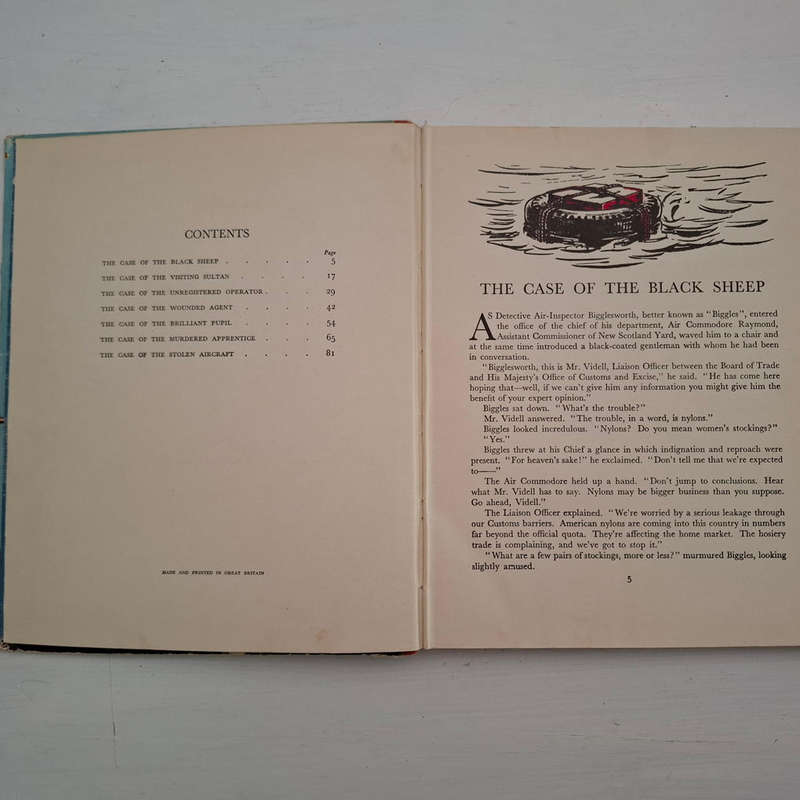 CONTENTS
Page
THE CASE OF THE BLACK SHEEP . . . . . 5
THE CASE OF THE VISITING SULTAN . . . . 17
THE CASE OF THE UNREGISTERED OPERATOR . . . 29
THE CASE OF THE WOUNDED AGENT . . . . 42
THE CASE OF THE BRILLIANT PUPIL . . . . 54
THE CASE OF THE MURDERED APPRENTICE . . . 65
THE CASE OF THE STOLEN AIRCRAFT . . . . 81
MADE AND PRINTED IN GREAT BRITAIN
THE CASE OF THE BLACK SHEEP
AS Detective Air-Inspector Bigglesworth, better known as "Biggles", entered
the office of the chief of his department, Air Commodore Raymond,
Assistant Commissioner of New Scotland Yard, waved him to a chair and
at the same time introduced a black-coated gentleman with whom he had been
in conversation.
"Bigglesworth, this is Mr. Videll, Liaison Officer between the Board of Trade
and His Majesty's Office of Customs and Excise," he said. "He has come here
hoping that—well, if we can't give him any information you might give him the
benefit of your expert opinion."
Biggles sat down. "What's the trouble?"
Mr. Videll answered. "The trouble, in a word, is nylons."
Biggles looked incredulous. "Nylons? Do you mean women's stockings?"
"Yes."
Biggles threw at his Chief a glance in which indignation and reproach were
present. "For heaven's sake!" he exclaimed. "Don't tell me that we're expected
to——"
The Air Commodore held up a hand. "Don't jump to conclusions. Hear
what Mr. Videll has to say. Nylons may be bigger business than you suppose.
Go ahead, Videll."
The Liaison Officer explained. "We're worried by a serious leakage through
our Customs barriers. American nylons are coming into this country in numbers
far beyond the official quota. They're affecting the home market. The hosiery
trade is complaining, and we've got to stop it."
"What are a few pairs of stockings, more or less?" murmured Biggles, looking
slightly amused.
5